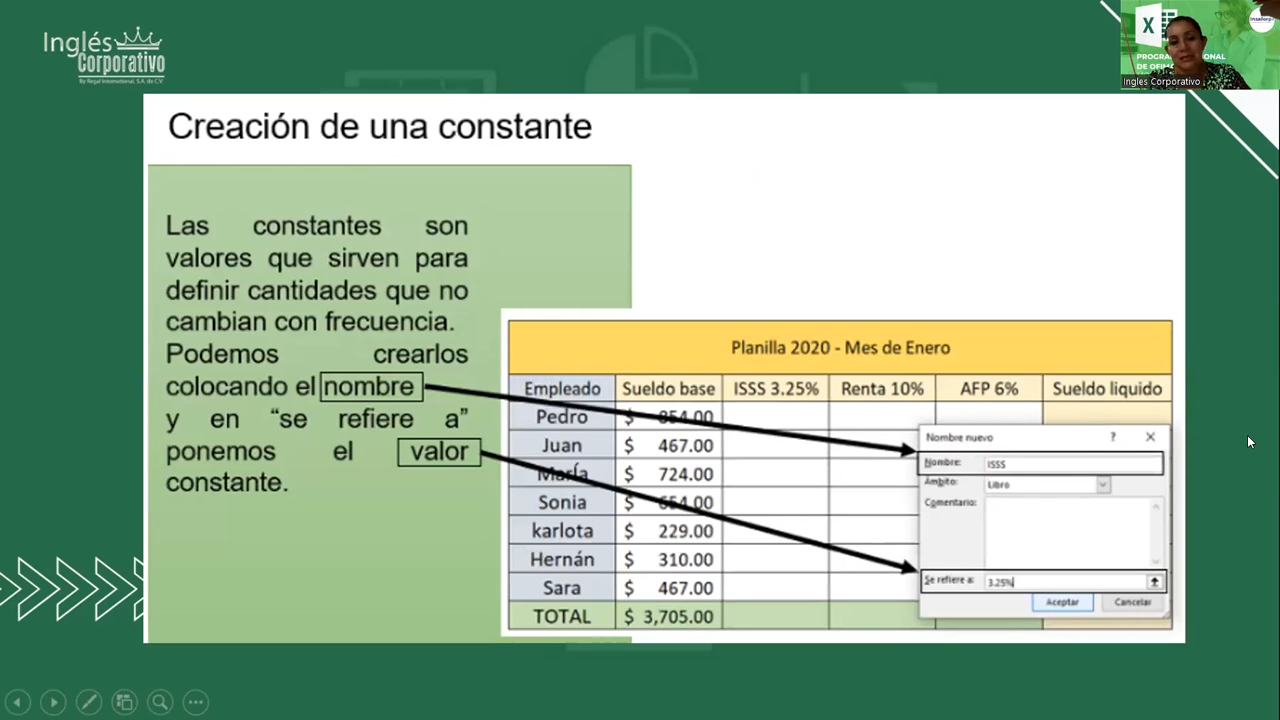 Inglés
Corporativo
By Regal International, S.A. de C.V.
Ingles Corporativo
Creación de una constante
Las constantes son
valores que sirven para
definir cantidades que no
cambian con frecuencia.
Podemos crearlos
colocando el nombre
y en “se refiere a”
ponemos el valor
constante.
Planilla 2020 - Mes de Enero
Empleado Sueldo base ISSS 3.25% Renta 10% AFP 6% Sueldo liquido
Pedro $ 854.00
Juan $ 467.00
María $ 724.00
Sonia $ 654.00
karlota $ 229.00
Hernán $ 310.00
Sara $ 467.00
TOTAL $ 3,705.00
Nombre nuevo ? ×
Nombre: ISSS
Ámbito: Libro
Comentario:
Se refiere a: 3.25%
Aceptar Cancelar